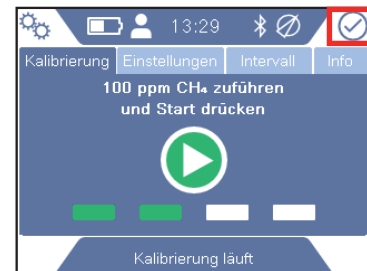 13:29
Kalibrierung Einstellungen Intervall Info
100 ppm CH₄ zuführen
und Start drücken
Kalibrierung läuft